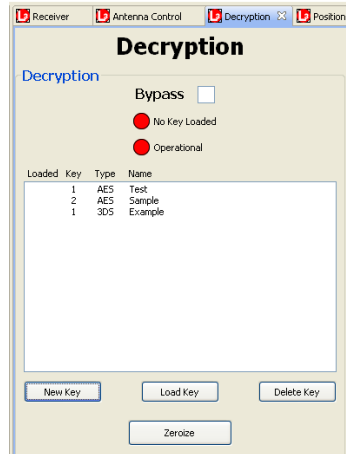 Receiver Antenna Control Decryption Position
Decryption
Decryption
Bypass
No Key Loaded
Operational
Loaded Key Type Name
1 AES Test
2 AES Sample
1 3DS Example
New Key Load Key Delete Key
Zeroize